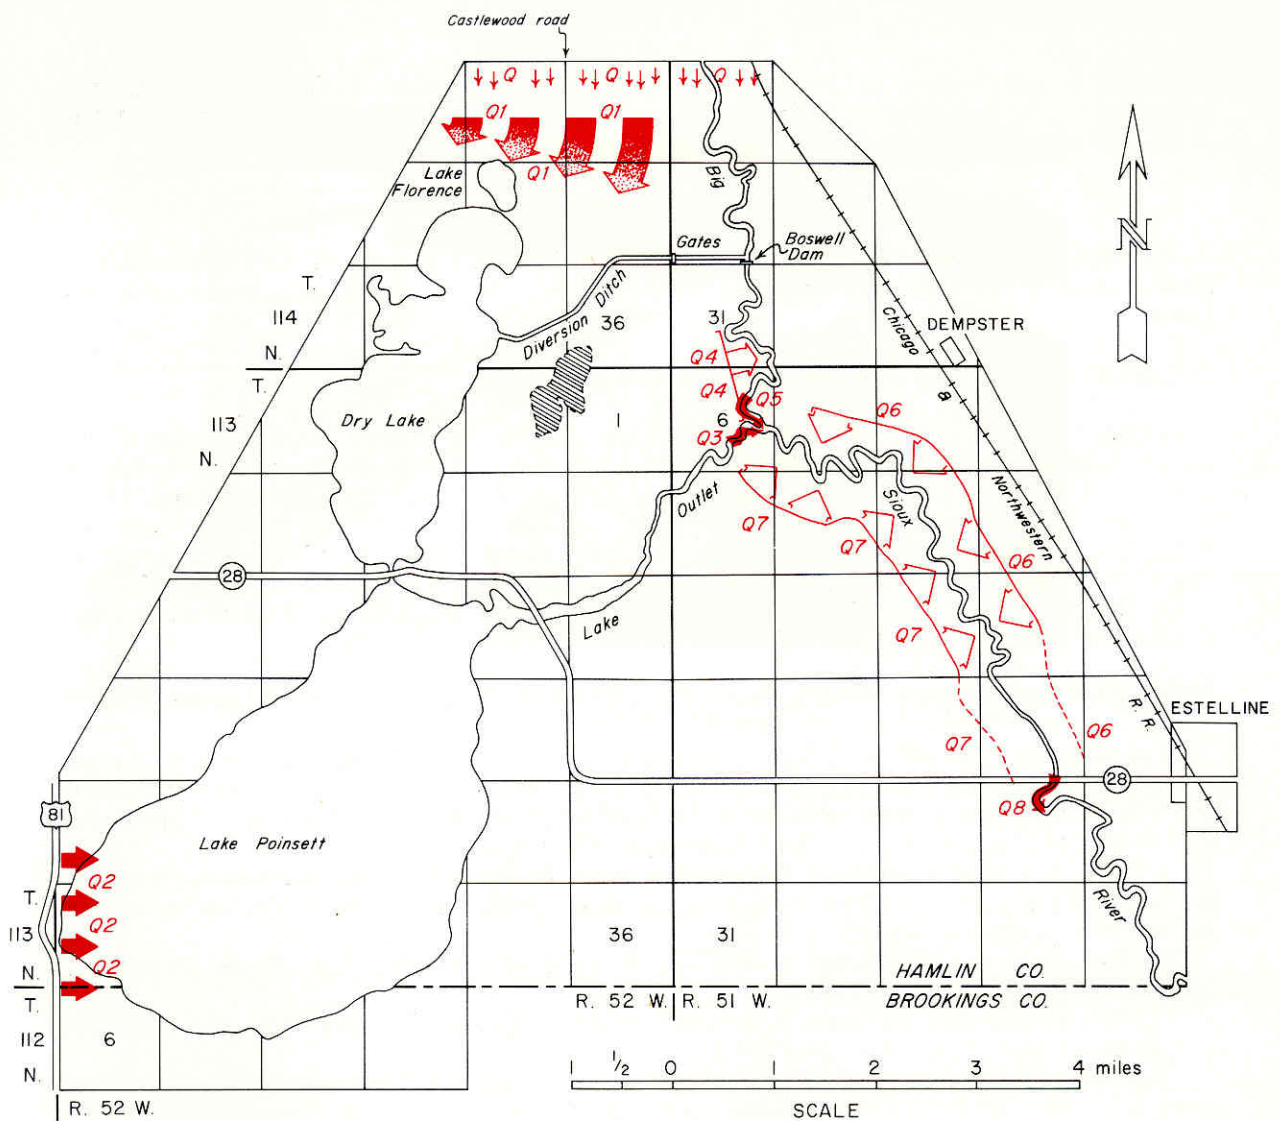 Castlewood road
Q Q Q
Q1 Q1
Q1
Lake
Florence
Big
Gates
Boswell
Dam
N
T.
114
N.
Diversion Ditch
36
31
Chicago
DEMPSTER
T.
113
N.
Dry Lake
1
Q4
Q4
Q5
6
Q3
Q6
&
Outlet
Q7
Sioux
Northwestern
Q7
Q6
28
Lake
Q7
R. R.
ESTELLINE
Q7
Q6
28
Q8
81
Lake Poinsett
Q2
T.
113
N.
Q2
Q2
36
31
River
HAMLIN CO.
T.
112
N.
6
R. 52 W.
R. 51 W.
BROOKINGS CO.
1 1/2 0 1 2 3 4 miles
SCALE
R. 52 W.